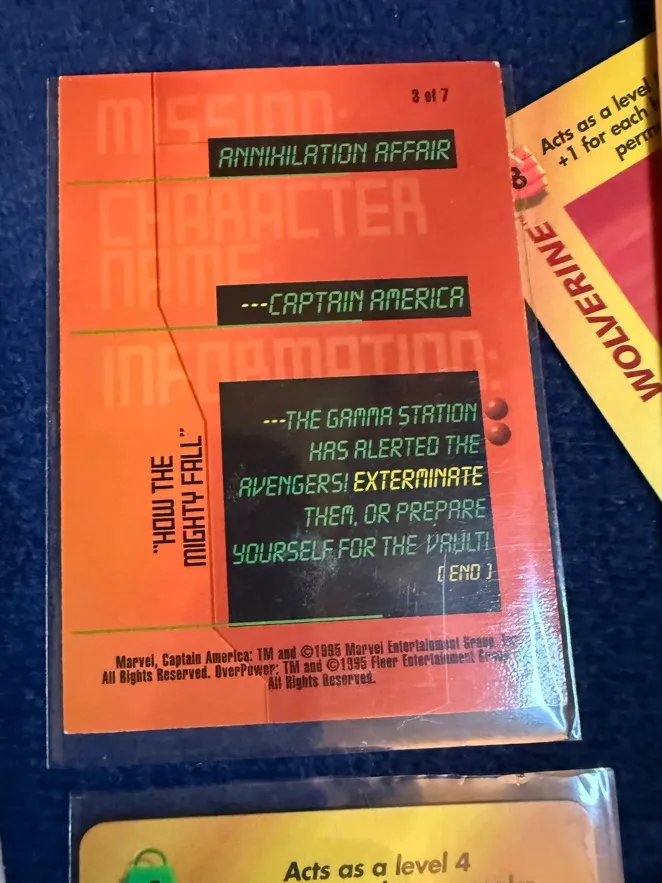 3 of 7
MISSION:
ANNIHILATION AFFAIR
CHARACTER
NAME:
---CAPTAIN AMERICA
INFORMATION:
---THE GAMMA STATION
HAS ALERTED THE
AVENGERS! EXTERMINATE
THEM, OR PREPARE
YOURSELF FOR THE VAULT!
[END]
"HOW THE
MIGHTY FALL"
Marvel, Captain America: TM and ©1995 Marvel Entertainment Group, Inc.
All Rights Reserved. OverPower: TM and ©1995 Fleer Entertainment Group.
All Rights Reserved.
Acts as a level
+1 for each
8
WOLVERINE™
Acts as a level 4